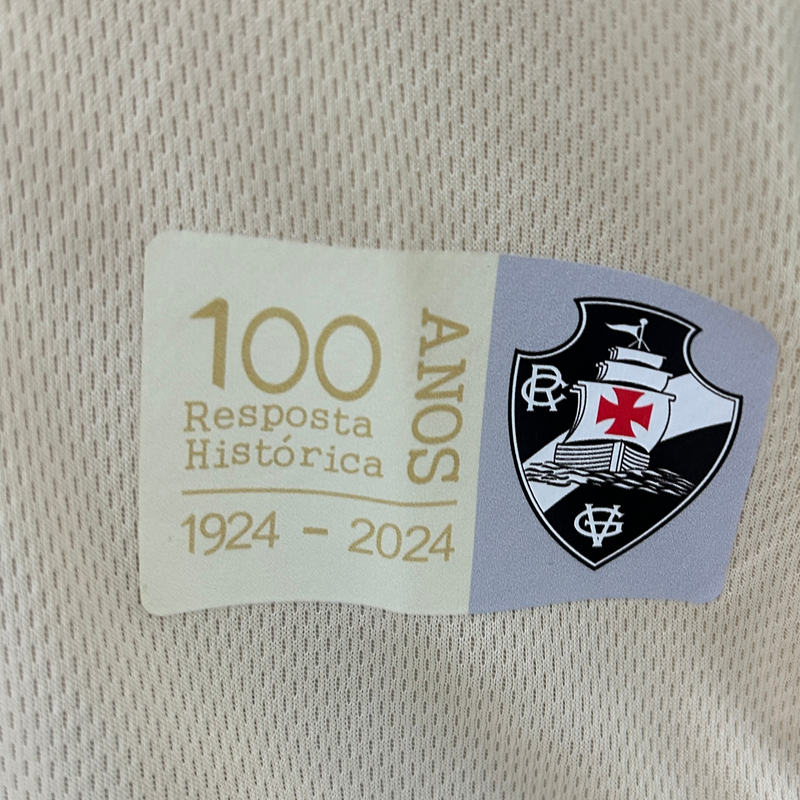 100
ANOS
Resposta
Histórica
1924 - 2024
CR
VG